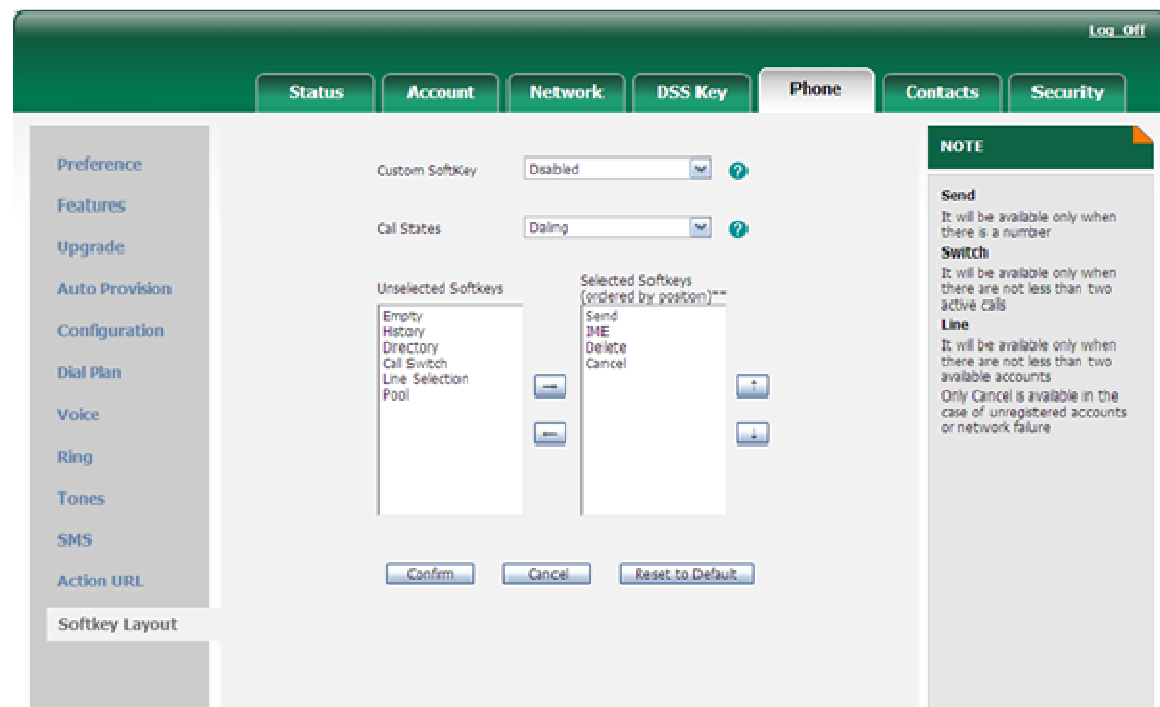 Log Off
Status
Account
Network
DSS Key
Phone
Contacts
Security
Preference
Features
Upgrade
Auto Provision
Configuration
Dial Plan
Voice
Ring
Tones
SMS
Action URL
Softkey Layout
Custom SoftKey
Disabled
Call States
Dialing
Unselected Softkeys
Empty
History
Directory
Call Switch
Line Selection
Pool
Selected Softkeys
(ordered by position)**
Send
IME
Delete
Cancel
→
←
↑
↓
Confirm
Cancel
Reset to Default
NOTE
Send
It will be available only when
there is a number
Switch
It will be available only when
there are not less than two
active calls
Line
It will be available only when
there are not less than two
available accounts
Only Cancel is available in the
case of unregistered accounts
or network failure